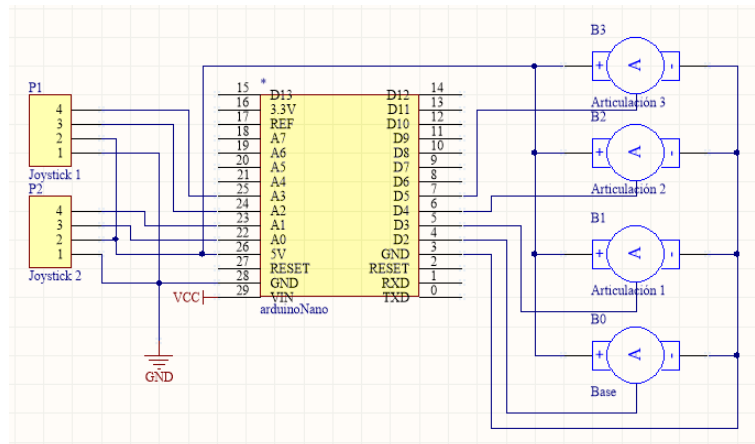 P1
4
3
2
1
Joystick 1
P2
4
3
2
1
Joystick 2
*
15 D13 D12 14
16 3.3V D11 13
17 REF D10 12
18 A7 D9 11
19 A6 D8 10
20 A5 D7 9
21 A4 D6 8
25 A3 D5 7
24 A2 D4 6
23 A1 D3 5
22 A0 D2 4
26 5V GND 3
27 RESET RESET 2
28 GND RXD 1
VCC 29 VIN TXD 0
arduinoNano
GND
B3
+ A -
Articulación 3
B2
+ A -
Articulación 2
B1
+ A -
Articulación 1
B0
+ A -
Base